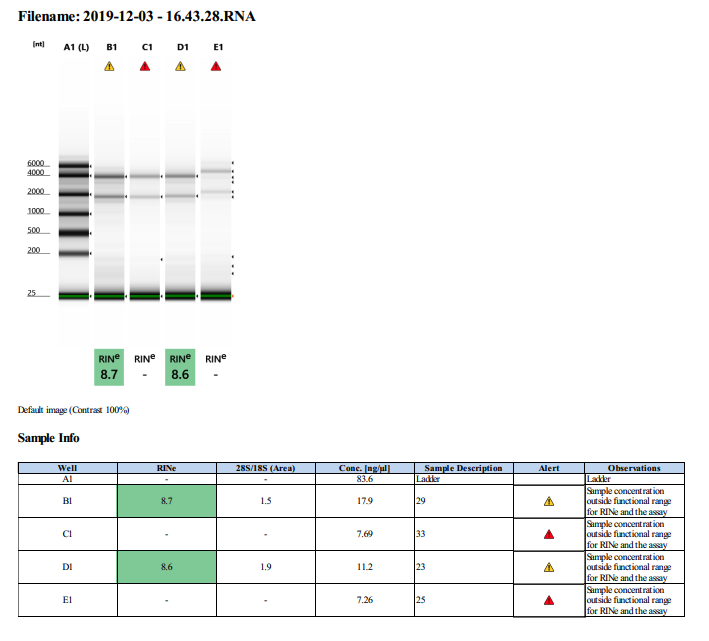 Filename: 2019-12-03 - 16.43.28.RNA
[nt] A1 (L) B1 C1 D1 E1
6000
4000
2000
1000
500
200
25
RINe RINe RINe RINe
8.7 - 8.6 -
Default image (Contrast 100%)
Sample Info
Well RINe 28S/18S (Area) Conc. [ng/µl] Sample Description Alert Observations
A1 - - 83.6 Ladder Ladder
B1 8.7 1.5 17.9 29 Sample concentration
outside functional range
for RINe and the assay
C1 - - 7.69 33 Sample concentration
outside functional range
for RINe and the assay
D1 8.6 1.9 11.2 23 Sample concentration
outside functional range
for RINe and the assay
E1 - - 7.26 25 Sample concentration
outside functional range
for RINe and the assay